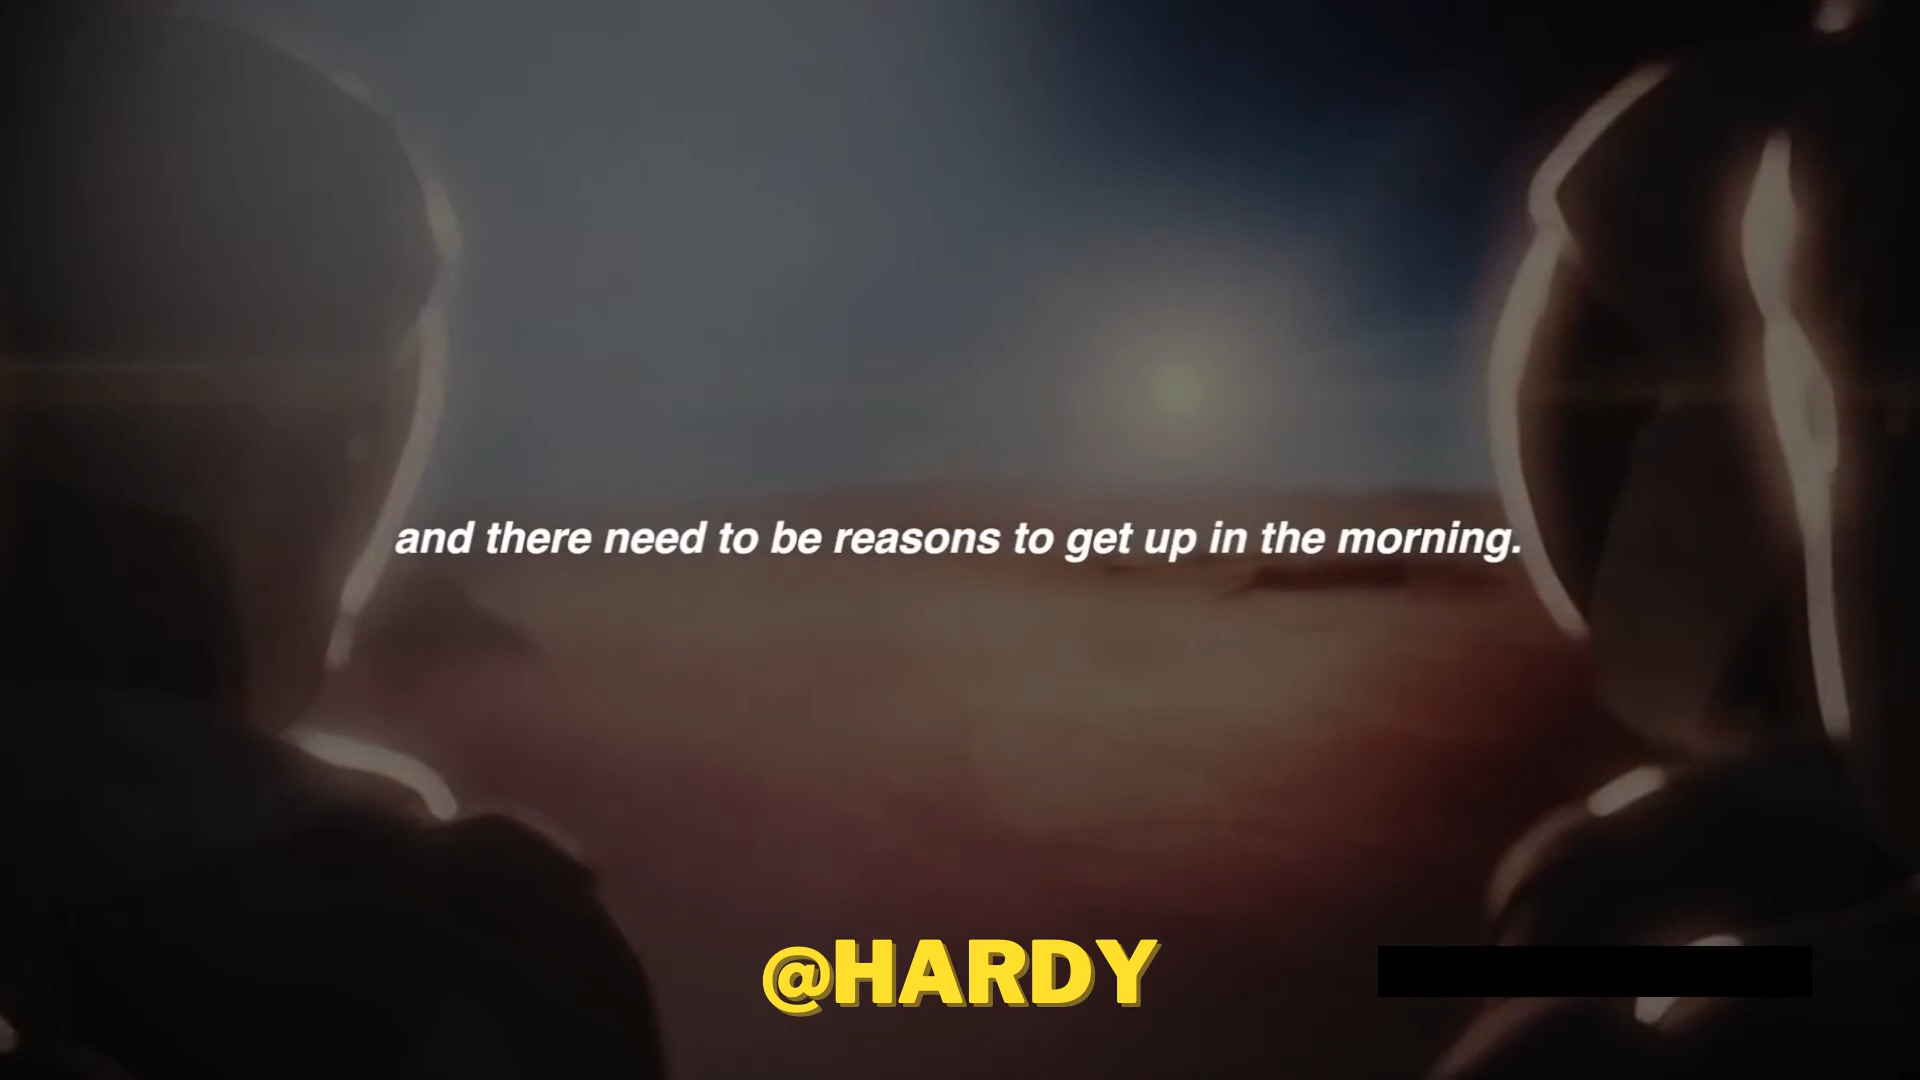 and there need to be reasons to get up in the morning.
@HARDY